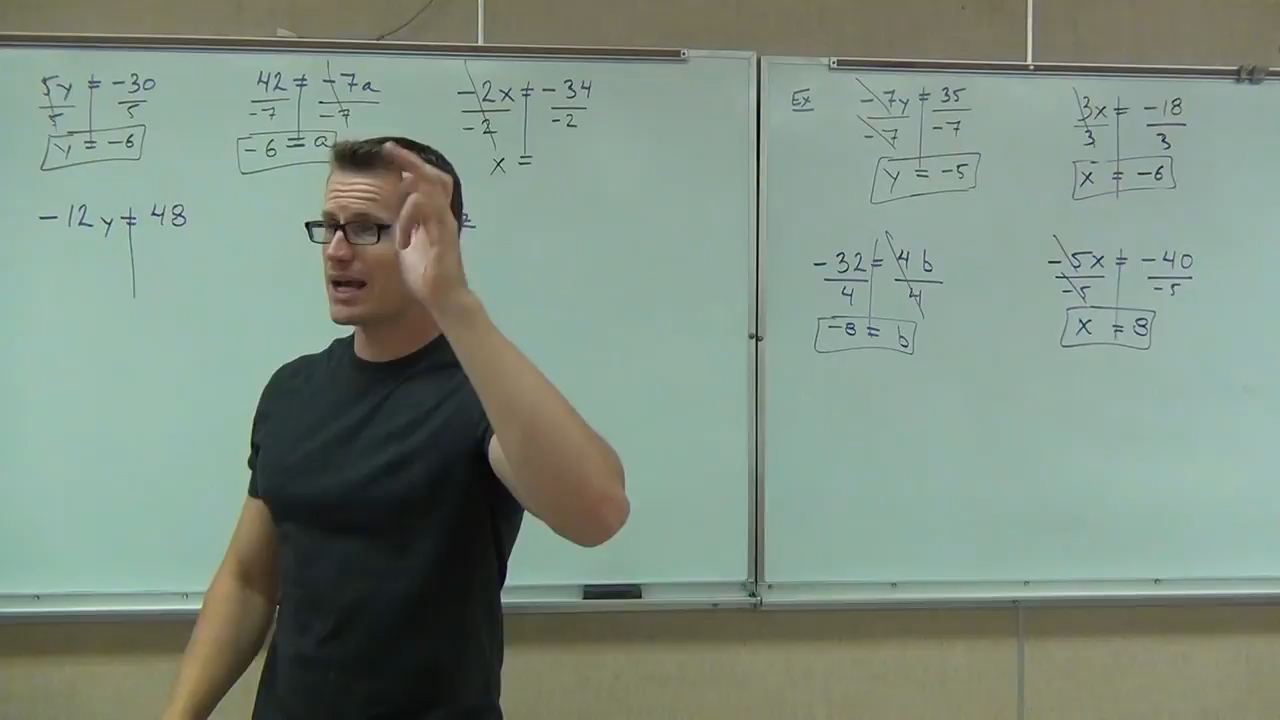 5y = -30
5 5
y = -6
42 = -7a
-7 -7
-6 = a
-2x = -34
-2 -2
x =
-12y = 48
Ex
-7y = 35
-7 -7
y = -5
3x = -18
3 3
x = -6
-32 = 4b
4 4
-8 = b
-5x = -40
-5 -5
x = 8